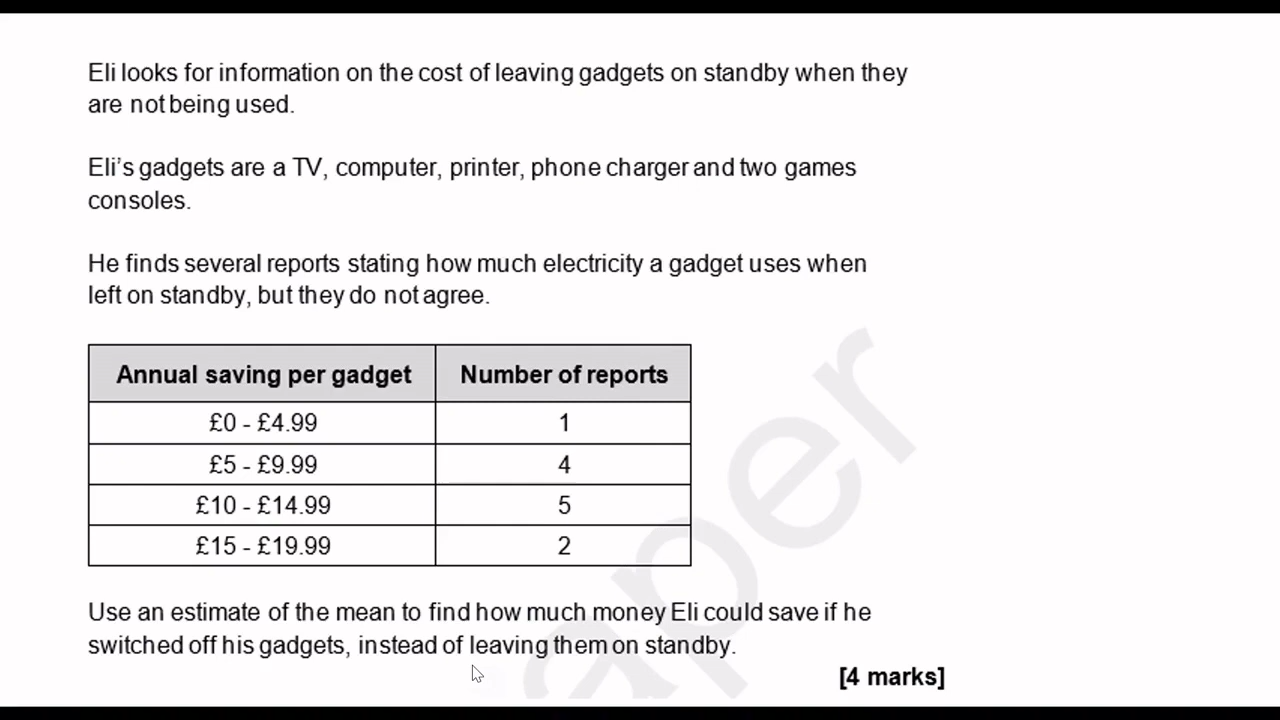 Eli looks for information on the cost of leaving gadgets on standby when they
are not being used.
Eli's gadgets are a TV, computer, printer, phone charger and two games
consoles.
He finds several reports stating how much electricity a gadget uses when
left on standby, but they do not agree.
Annual saving per gadget Number of reports
£0 - £4.99 1
£5 - £9.99 4
£10 - £14.99 5
£15 - £19.99 2
Use an estimate of the mean to find how much money Eli could save if he
switched off his gadgets, instead of leaving them on standby.
[4 marks]
aper